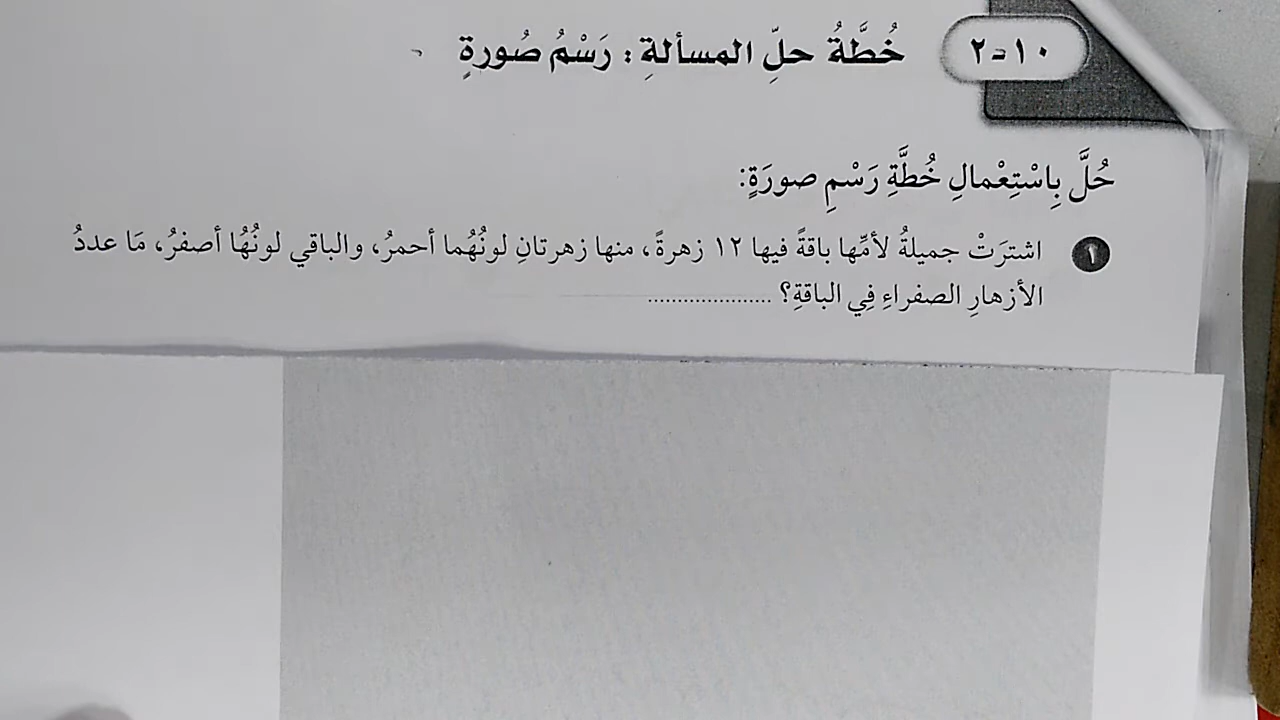 ١٠-٢ خُطَّةُ حلِّ المسألةِ : رَسْمُ صُورةٍ
حُلَّ بِاسْتِعْمالِ خُطَّةِ رَسْمِ صورَةٍ:
١ اشترَتْ جميلةُ لأمِّها باقةً فيها ١٢ زهرةً، منها زهرتانِ لونُهُما أحمرُ، والباقي لونُهُا أصفرُ، مَا عددُ
الأزهارِ الصفراءِ فِي الباقةِ؟ .....................